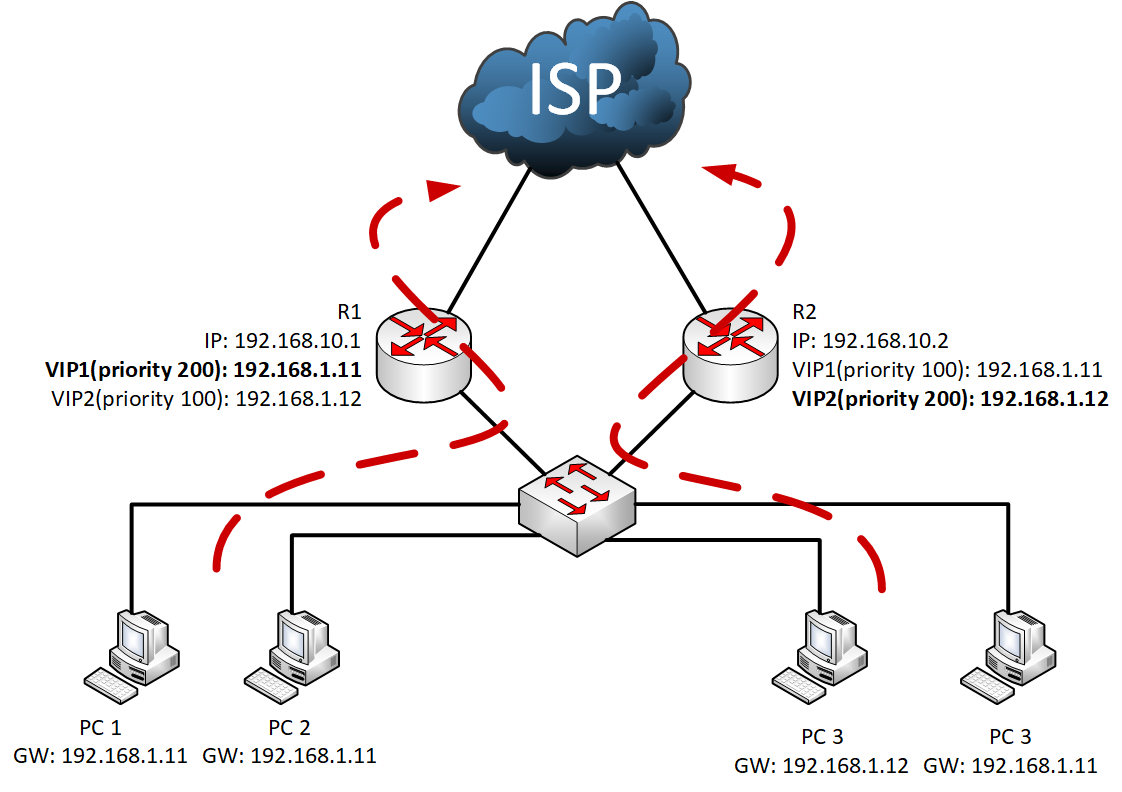 ISP
R1
IP: 192.168.10.1
VIP1(priority 200): 192.168.1.11
VIP2(priority 100): 192.168.1.12
R2
IP: 192.168.10.2
VIP1(priority 100): 192.168.1.11
VIP2(priority 200): 192.168.1.12
PC 1
GW: 192.168.1.11
PC 2
GW: 192.168.1.11
PC 3
GW: 192.168.1.12
PC 3
GW: 192.168.1.11